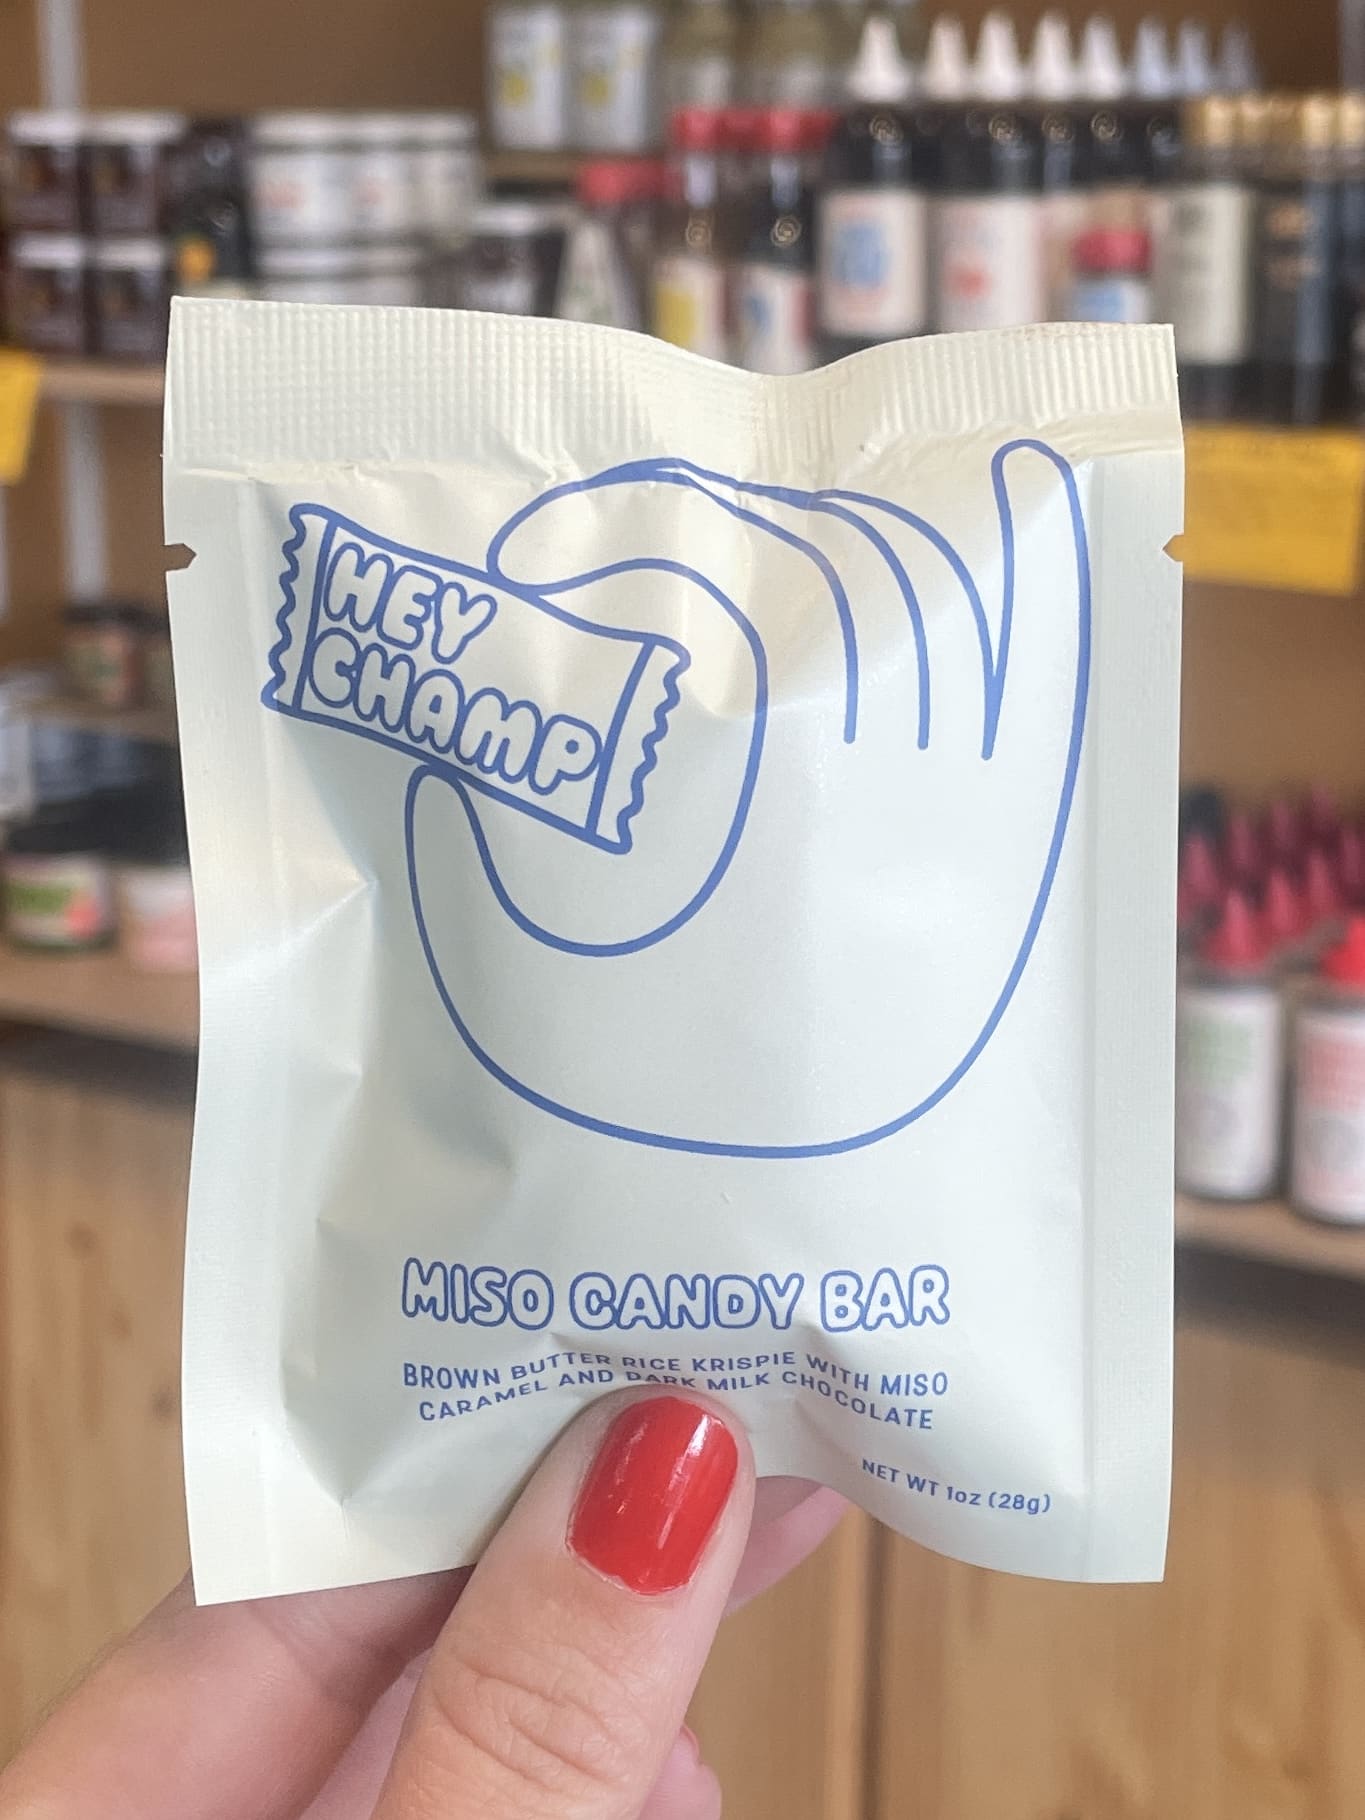 HEY
CHAMP
MISO CANDY BAR
BROWN BUTTER RICE KRISPIE WITH MISO
CARAMEL AND DARK MILK CHOCOLATE
NET WT 1oz (28g)